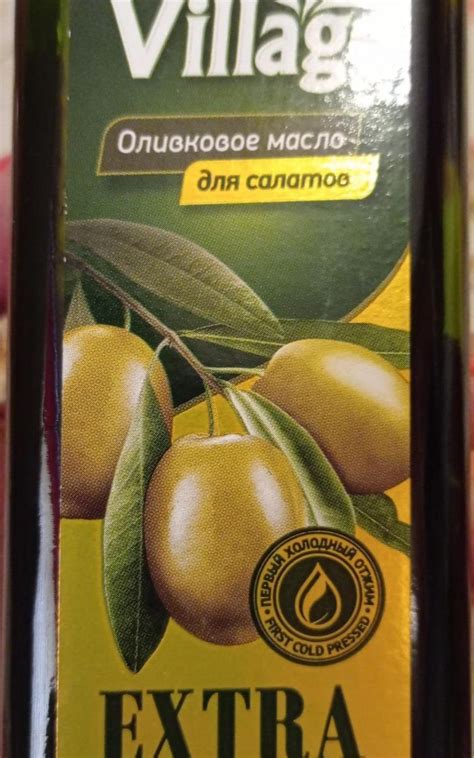 Villag
Оливковое масло
для салатов
ПЕРВЫЙ ХОЛОДНЫЙ ОТЖИМ
FIRST COLD PRESSED
EXTRA